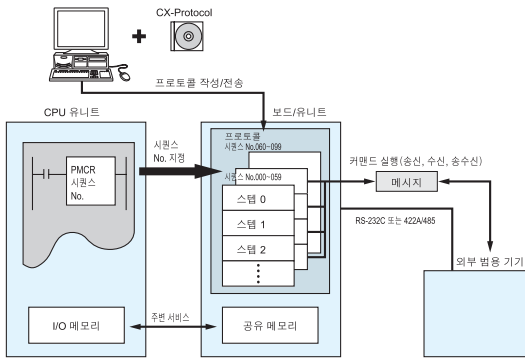 CX-Protocol
프로토콜 작성/전송
CPU 유니트
보드/유니트
프로토콜
시퀀스 No.060~099
시퀀스 No.000~059
스텝 0
스텝 1
스텝 2
시퀀스
No. 지정
PMCR
시퀀스
No.
커맨드 실행(송신, 수신, 송수신)
메시지
RS-232C 또는 422A/485
외부 범용 기기
I/O 메모리
주변 서비스
공유 메모리